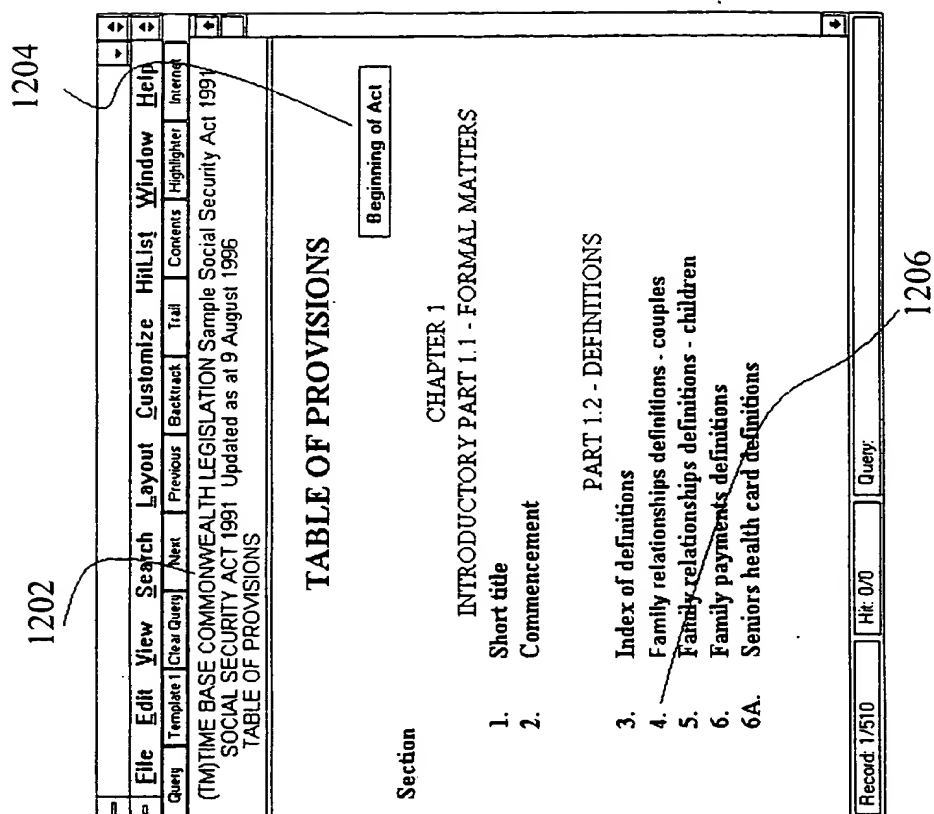 1202
1204
File Edit View Search Layout Customize HitList Window Help
Query Template 1 Clear Query Next Previous Backtrack Trail Contents Highlighter Internet
(TM)TIME BASE COMMONWEALTH LEGISLATION Sample Social Security Act 1991
SOCIAL SECURITY ACT 1991 Updated as at 9 August 1996
TABLE OF PROVISIONS
TABLE OF PROVISIONS
Beginning of Act
Section
CHAPTER 1
INTRODUCTORY PART 1.1 - FORMAL MATTERS
1. Short title
2. Commencement
PART 1.2 - DEFINITIONS
3. Index of definitions
4. Family relationships definitions - couples
5. Family relationships definitions - children
6. Family payments definitions
6A. Seniors health card definitions
1206
Record: 1/510 Hit: 0/0 Query: